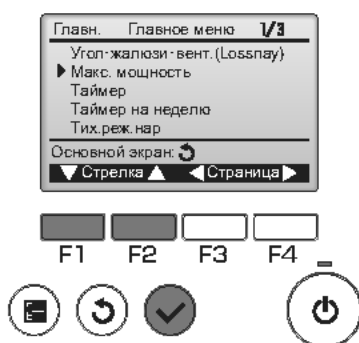 Главн. Главное меню 1/3
Угол·жалюзи·вент.(Lossnay)
▶ Макс. мощность
Таймер
Таймер на неделю
Тих.реж.нар
Основной экран:
▼ Стрелка ▲ ◀ Страница ▶
F1 F2 F3 F4